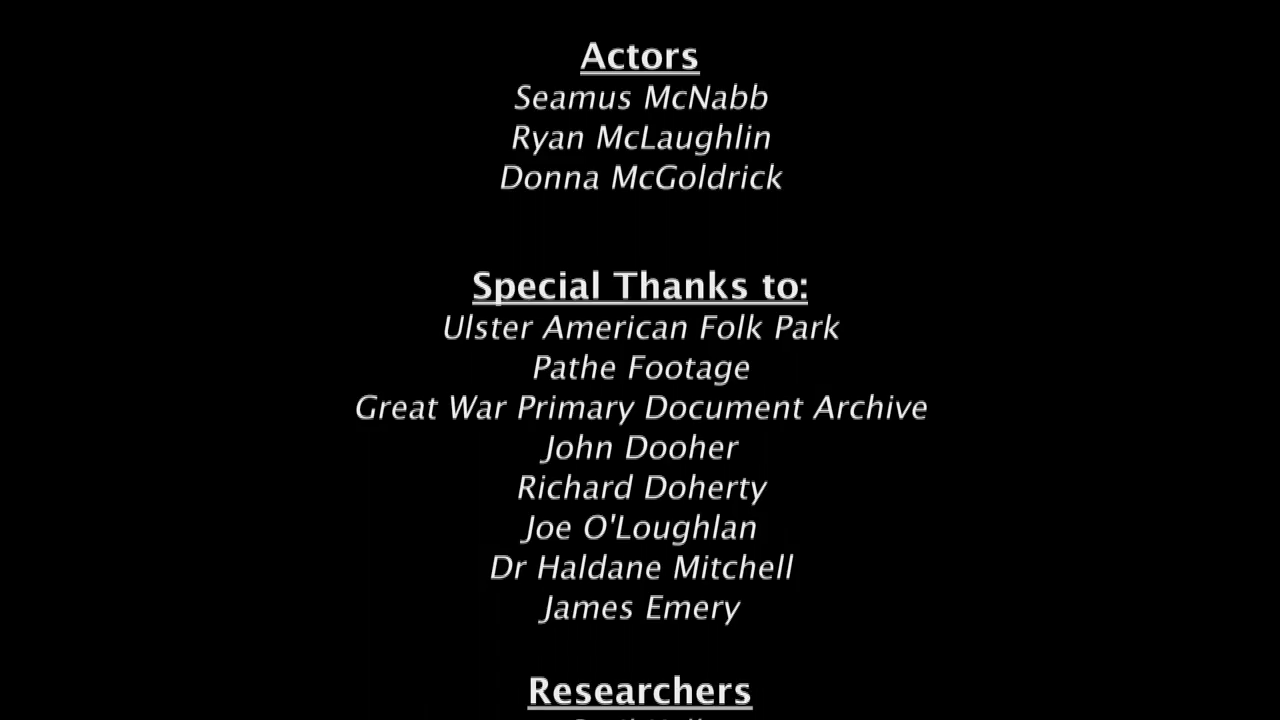 Actors
Seamus McNabb
Ryan McLaughlin
Donna McGoldrick
Special Thanks to:
Ulster American Folk Park
Pathe Footage
Great War Primary Document Archive
John Dooher
Richard Doherty
Joe O'Loughlan
Dr Haldane Mitchell
James Emery
Researchers